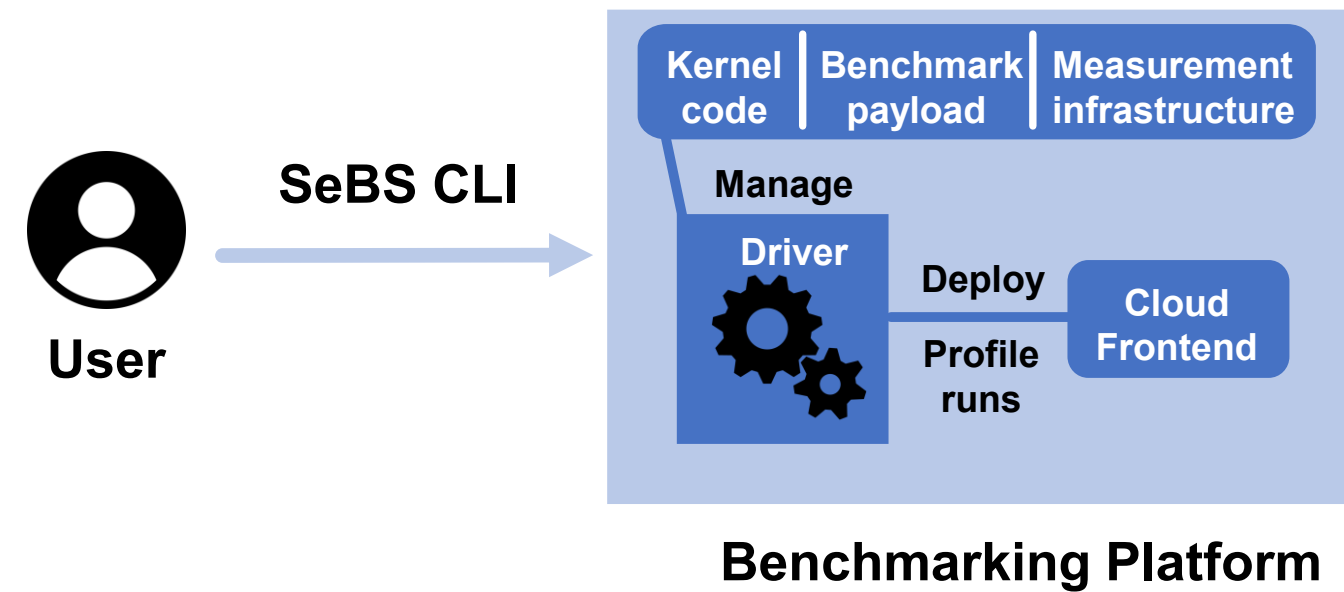 SeBS CLI
User
Kernel
code
Benchmark
payload
Measurement
infrastructure
Manage
Driver
Deploy
Profile
runs
Cloud
Frontend
Benchmarking Platform